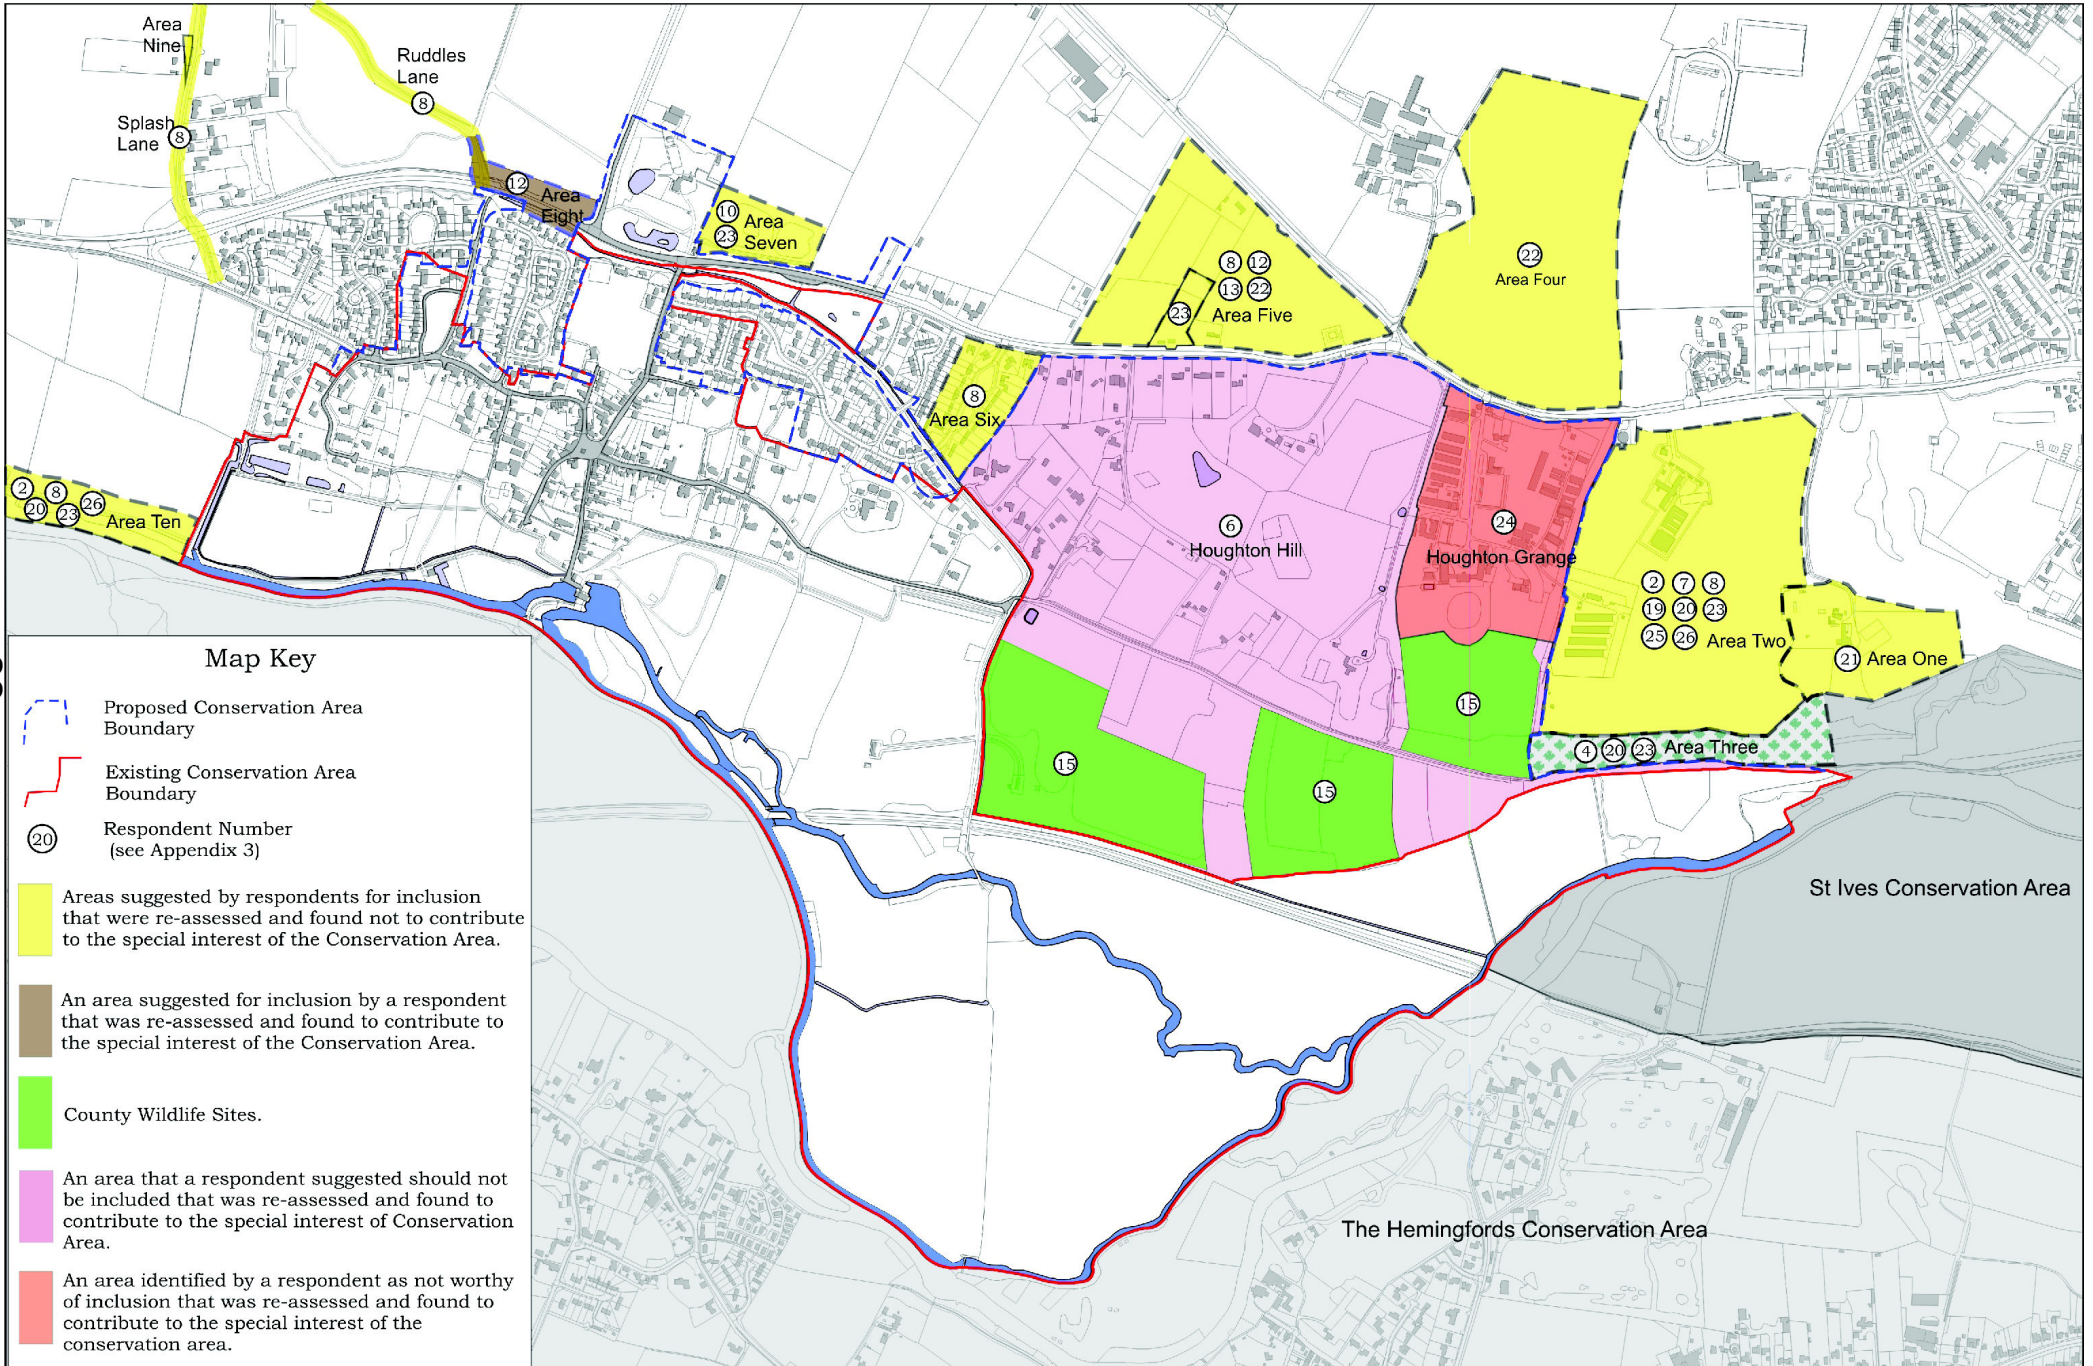 Area
Nine
Ruddles
Lane
8
Splash
Lane
8
12
Area
Eight
10
Area
23
Seven
8 12
13 22
23
Area Five
22
Area Four
8
Area Six
2 8 26
20 23
Area Ten
6
Houghton Hill
24
Houghton Grange
2 7 8
19 20 23
25 26 Area Two
21 Area One
15
4 20 23 Area Three
15
15
St Ives Conservation Area
The Hemingfords Conservation Area
Map Key
Proposed Conservation Area
Boundary
Existing Conservation Area
Boundary
20
Respondent Number
(see Appendix 3)
Areas suggested by respondents for inclusion
that were re-assessed and found not to contribute
to the special interest of the Conservation Area.
An area suggested for inclusion by a respondent
that was re-assessed and found to contribute to
the special interest of the Conservation Area.
County Wildlife Sites.
An area that a respondent suggested should not
be included that was re-assessed and found to
contribute to the special interest of Conservation
Area.
An area identified by a respondent as not worthy
of inclusion that was re-assessed and found to
contribute to the special interest of the
conservation area.